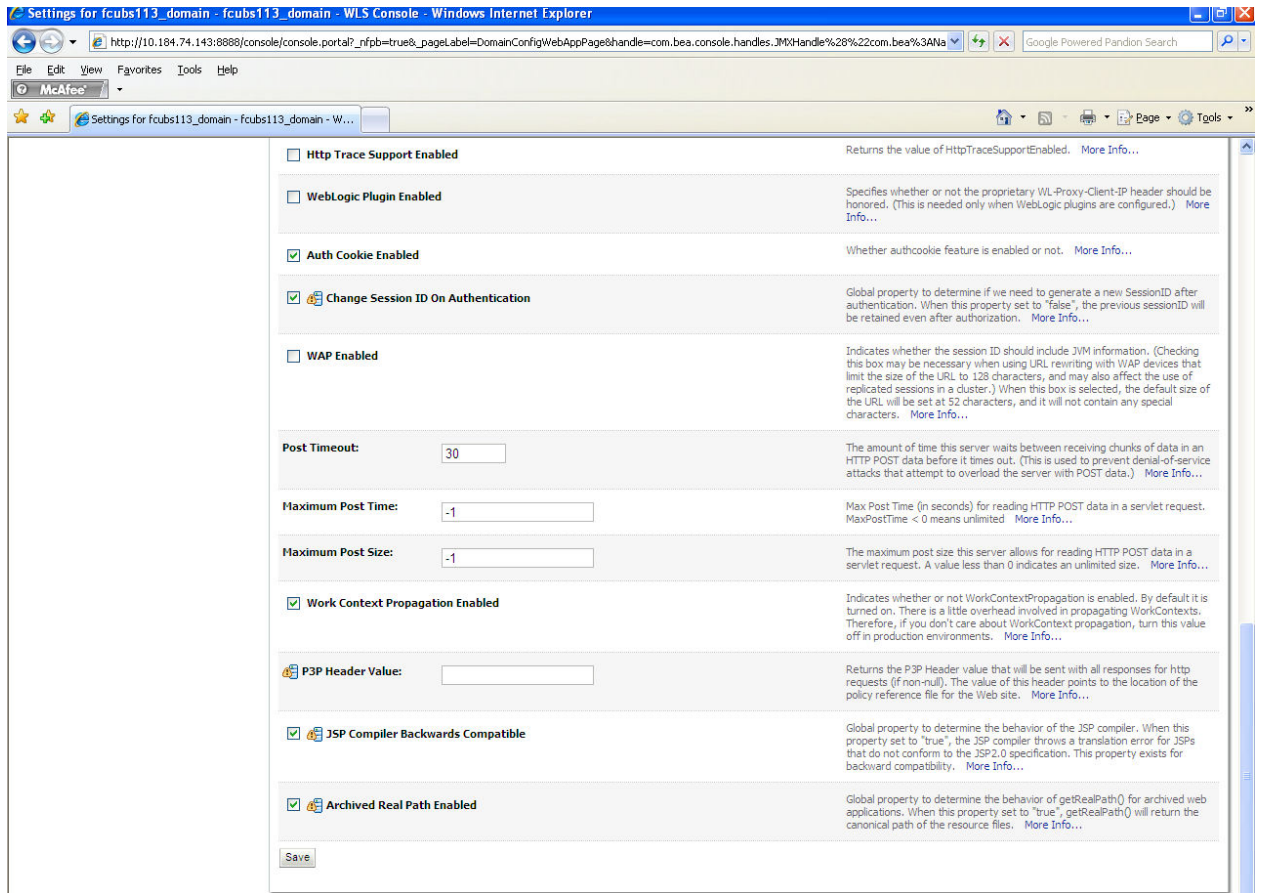 Settings for fcubs113_domain - fcubs113_domain - WLS Console - Windows Internet Explorer
http://10.184.74.143:8888/console/console.portal?_nfpb=true&_pageLabel=DomainConfigWebAppPage&handle=com.bea.console.handles.JMXHandle%28%22com.bea%3ANa
Google Powered Pandion Search
File Edit View Favorites Tools Help
McAfee
Settings for fcubs113_domain - fcubs113_domain - W...
Page Tools »
Http Trace Support Enabled
Returns the value of HttpTraceSupportEnabled. More Info...
WebLogic Plugin Enabled
Specifies whether or not the proprietary WL-Proxy-Client-IP header should be
honored. (This is needed only when WebLogic plugins are configured.) More
Info...
Auth Cookie Enabled
Whether authcookie feature is enabled or not. More Info...
Change Session ID On Authentication
Global property to determine if we need to generate a new SessionID after
authentication. When this property set to "false", the previous sessionID will
be retained even after authorization. More Info...
WAP Enabled
Indicates whether the session ID should include JVM information. (Checking
this box may be necessary when using URL rewriting with WAP devices that
limit the size of the URL to 128 characters, and may also affect the use of
replicated sessions in a cluster.) When this box is selected, the default size of
the URL will be set at 52 characters, and it will not contain any special
characters. More Info...
Post Timeout:
30
The amount of time this server waits between receiving chunks of data in an
HTTP POST data before it times out. (This is used to prevent denial-of-service
attacks that attempt to overload the server with POST data.) More Info...
Maximum Post Time:
-1
Max Post Time (in seconds) for reading HTTP POST data in a servlet request.
MaxPostTime < 0 means unlimited More Info...
Maximum Post Size:
-1
The maximum post size this server allows for reading HTTP POST data in a
servlet request. A value less than 0 indicates an unlimited size. More Info...
Work Context Propagation Enabled
Indicates whether or not WorkContextPropagation is enabled. By default it is
turned on. There is a little overhead involved in propagating WorkContexts.
Therefore, if you don't care about WorkContext propagation, turn this value
off in production environments. More Info...
P3P Header Value:
Returns the P3P Header value that will be sent with all responses for http
requests (if non-null). The value of this header points to the location of the
policy reference file for the Web site. More Info...
JSP Compiler Backwards Compatible
Global property to determine the behavior of the JSP compiler. When this
property set to "true", the JSP compiler throws a translation error for JSPs
that do not conform to the JSP2.0 specification. This property exists for
backward compatibility. More Info...
Archived Real Path Enabled
Global property to determine the behavior of getRealPath() for archived web
applications. When this property set to "true", getRealPath() will return the
canonical path of the resource files. More Info...
Save